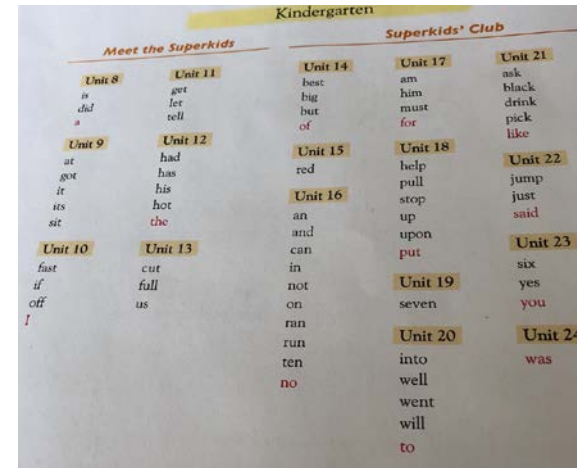 Kindergarten
Meet the Superkids
Unit 8
is
did
a
Unit 9
at
got
it
its
sit
Unit 10
fast
if
off
I
Unit 11
get
let
tell
Unit 12
had
has
his
hot
the
Unit 13
cut
full
us
Superkids' Club
Unit 14
best
big
but
of
Unit 15
red
Unit 16
an
and
can
in
not
on
ran
run
ten
no
Unit 17
am
him
must
for
Unit 18
help
pull
stop
up
upon
put
Unit 19
seven
Unit 20
into
well
went
will
to
Unit 21
ask
black
drink
pick
like
Unit 22
jump
just
said
Unit 23
six
yes
you
Unit 24
was